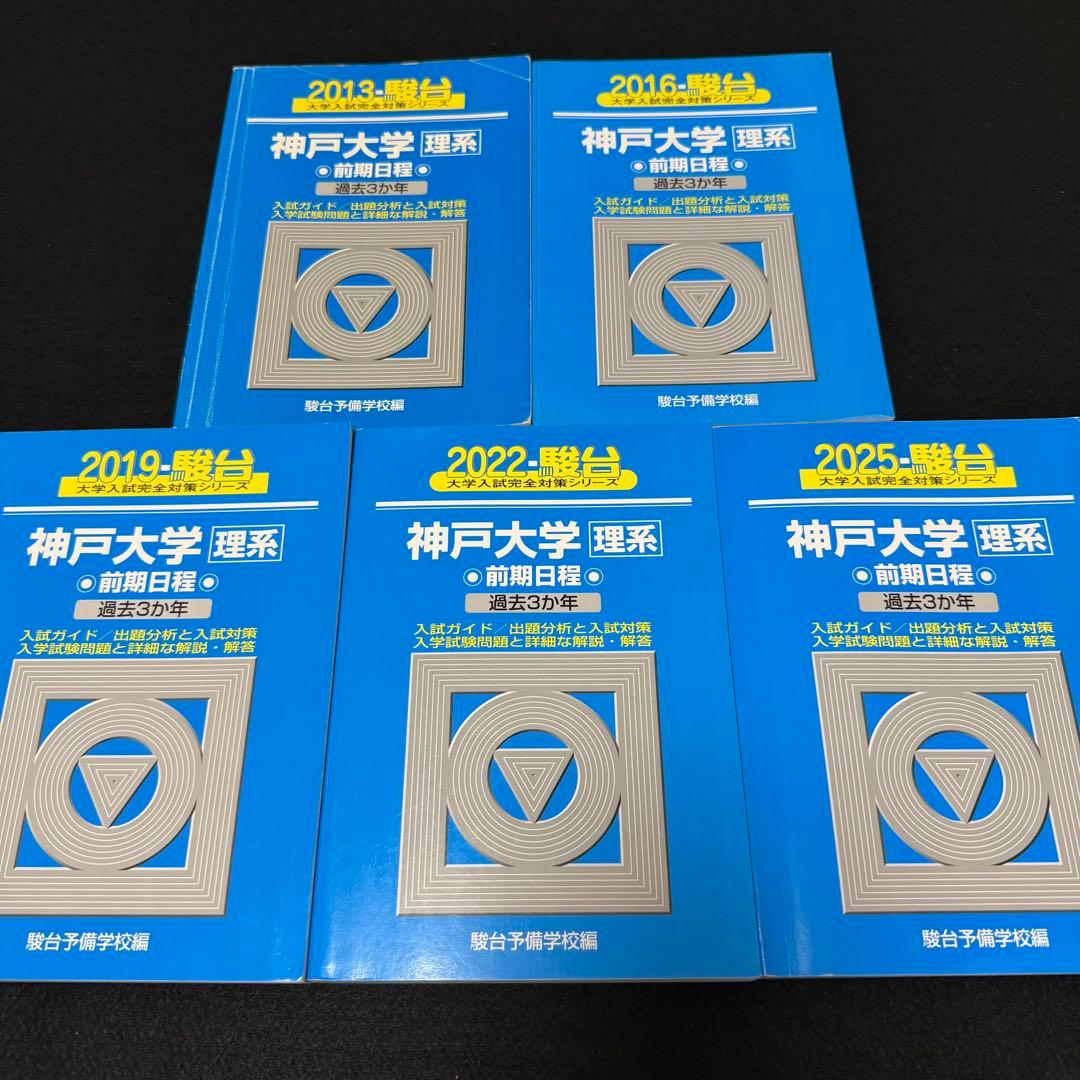 2013-駿台
大学入試完全対策シリーズ
神戸大学 理系
前期日程
過去3か年
入試ガイド/出題分析と入試対策
入学試験問題と詳細な解説・解答
駿台予備学校編
2016-駿台
大学入試完全対策シリーズ
神戸大学 理系
前期日程
過去3か年
入試ガイド/出題分析と入試対策
入学試験問題と詳細な解説・解答
駿台予備学校編
2019-駿台
大学入試完全対策シリーズ
神戸大学 理系
前期日程
過去3か年
入試ガイド/出題分析と入試対策
入学試験問題と詳細な解説・解答
駿台予備学校編
2022-駿台
大学入試完全対策シリーズ
神戸大学 理系
前期日程
過去3か年
入試ガイド/出題分析と入試対策
入学試験問題と詳細な解説・解答
駿台予備学校編
2025-駿台
大学入試完全対策シリーズ
神戸大学 理系
前期日程
過去3か年
入試ガイド/出題分析と入試対策
入学試験問題と詳細な解説・解答
駿台予備学校編